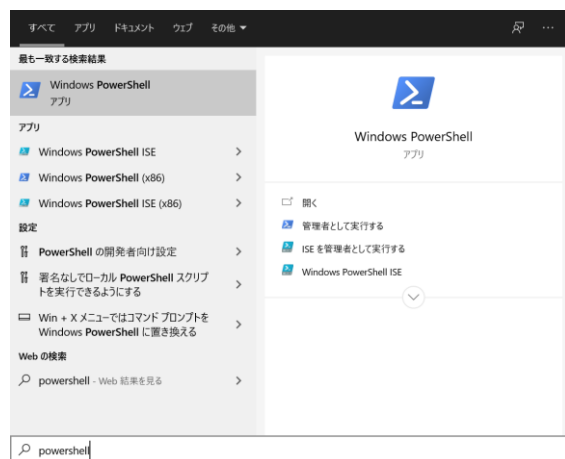 すべて アプリ ドキュメント ウェブ その他
最も一致する検索結果
Windows PowerShell
アプリ
アプリ
Windows PowerShell ISE
Windows PowerShell (x86)
Windows PowerShell ISE (x86)
設定
PowerShell の開発者向け設定
署名なしでローカル PowerShell スクリプ
トを実行できるようにする
Win + X メニューではコマンド プロンプトを
Windows PowerShell に置き換える
Web の検索
powershell - Web 結果を見る
Windows PowerShell
アプリ
開く
管理者として実行する
ISE を管理者として実行する
Windows PowerShell ISE
powershell